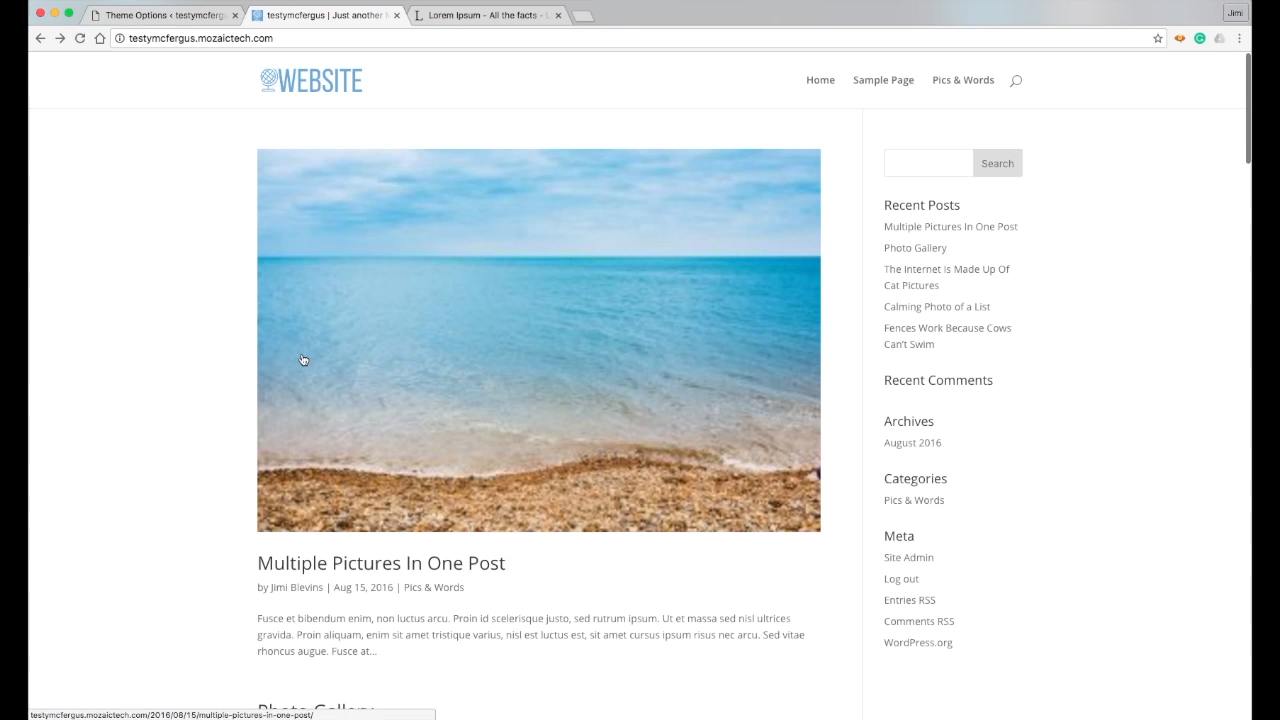 Theme Options ‹ testymcfergu
testymcfergus | Just another
Lorem Ipsum - All the facts - L
Jimi
testymcfergus.mozaictech.com
WEBSITE
Home
Sample Page
Pics & Words
Search
Recent Posts
Multiple Pictures In One Post
Photo Gallery
The Internet Is Made Up Of
Cat Pictures
Calming Photo of a List
Fences Work Because Cows
Can't Swim
Recent Comments
Archives
August 2016
Categories
Pics & Words
Meta
Site Admin
Log out
Entries RSS
Comments RSS
WordPress.org
Multiple Pictures In One Post
by Jimi Blevins | Aug 15, 2016 | Pics & Words
Fusce et bibendum enim, non luctus arcu. Proin id scelerisque justo, sed rutrum ipsum. Ut et massa sed nisl ultrices
gravida. Proin aliquam, enim sit amet tristique varius, nisl est luctus est, sit amet cursus ipsum risus nec arcu. Sed vitae
rhoncus augue. Fusce at...
Photo Gallery
testymcfergus.mozaictech.com/2016/08/15/multiple-pictures-in-one-post/